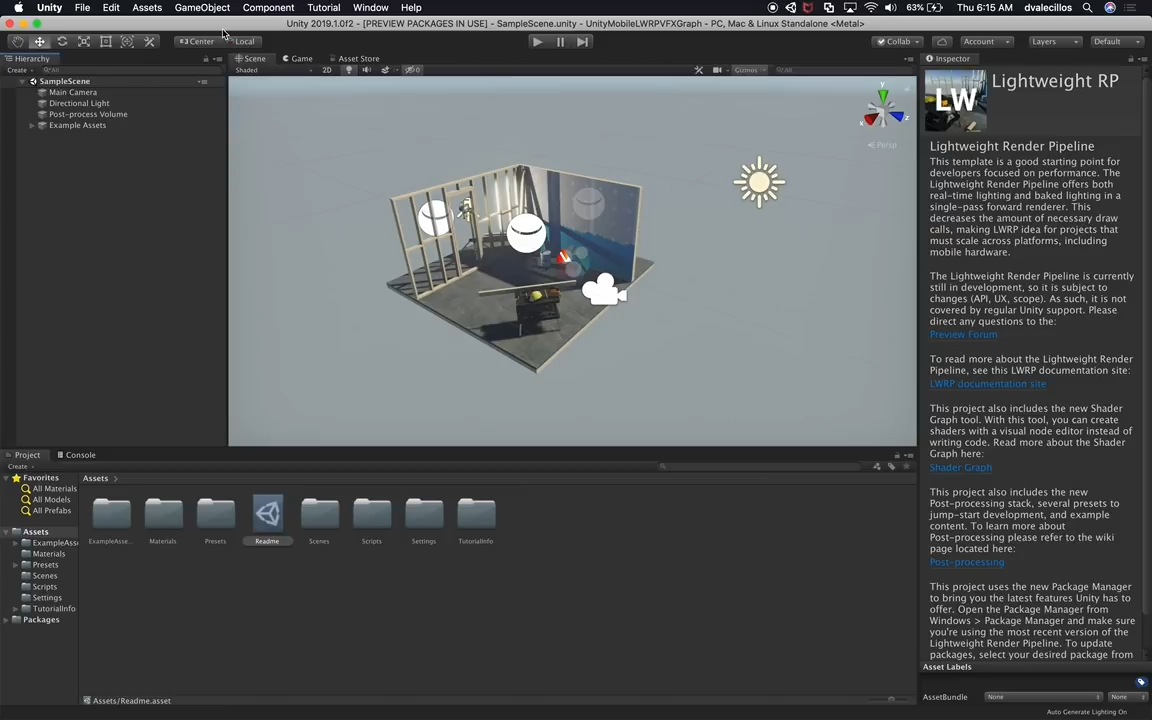 Unity File Edit Assets GameObject Component Tutorial Window Help 63% Thu 6:15 AM dvalecillos
Unity 2019.1.0f2 - [PREVIEW PACKAGES IN USE] - SampleScene.unity - UnityMobileLWRPVFXGraph - PC, Mac & Linux Standalone <Metal>
Center Local Collab Account Layers Default
Hierarchy Scene Game Asset Store Inspector
Create All Shaded 2D Gizmos All
SampleScene
Main Camera
Directional Light
Post-process Volume
Example Assets
y
x
z
Persp
LW
Lightweight RP
Lightweight Render Pipeline
This template is a good starting point for
developers focused on performance. The
Lightweight Render Pipeline offers both
real-time lighting and baked lighting in a
single-pass forward renderer. This
decreases the amount of necessary draw
calls, making LWRP idea for projects that
must scale across platforms, including
mobile hardware.
The Lightweight Render Pipeline is currently
still in development, so it is subject to
changes (API, UX, scope). As such, it is not
covered by regular Unity support. Please
direct any questions to the:
Preview Forum
To read more about the Lightweight Render
Pipeline, see this LWRP documentation site:
LWRP documentation site
This project also includes the new Shader
Graph tool. With this tool, you can create
shaders with a visual node editor instead of
writing code. Read more about the Shader
Graph here:
Shader Graph
This project also includes the new
Post-processing stack, several presets to
jump-start development, and example
content. To learn more about
Post-processing please refer to the wiki
page located here:
Post-processing
This project uses the new Package Manager
to bring you the latest features Unity has to
offer. Open the Package Manager from
Windows > Package Manager and make sure
you're using the most recent version of the
Lightweight Render Pipeline. To update
packages, select your desired package from
Asset Labels
AssetBundle None None
Auto Generate Lighting On
Project Console
Create
Favorites
All Materials
All Models
All Prefabs
Assets
ExampleAsse
Materials
Presets
Scenes
Scripts
Settings
TutorialInfo
Packages
Assets
ExampleAsse... Materials Presets Readme Scenes Scripts Settings TutorialInfo
Assets/Readme.asset